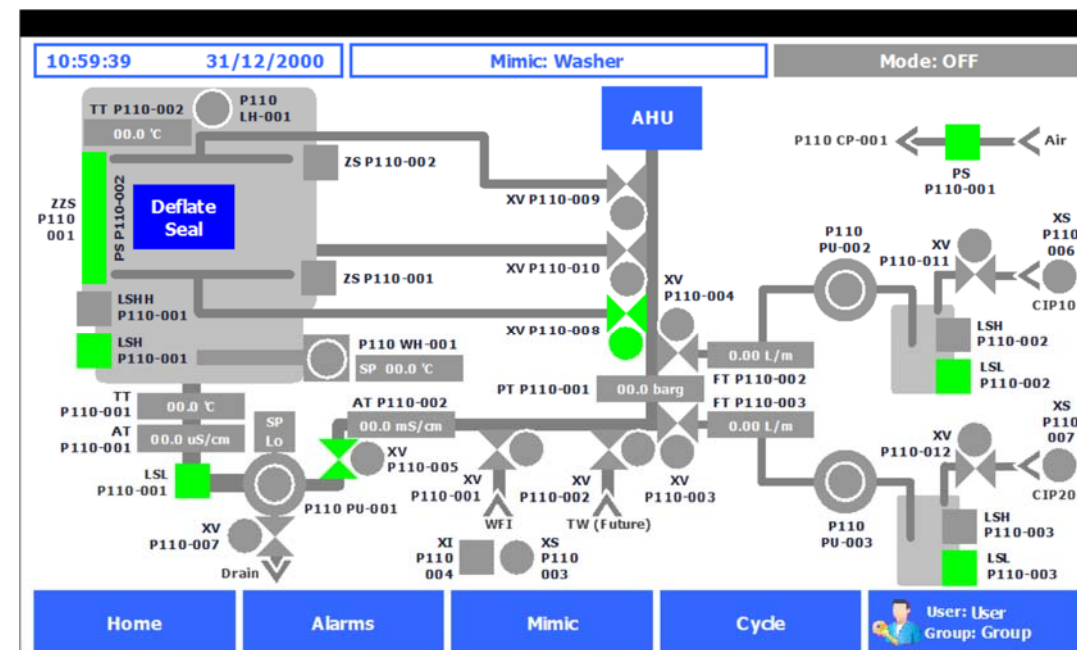 10:59:39 31/12/2000
Mimic: Washer
Mode: OFF
TT P110-002
00.0 'C
P110
LH-001
AHU
P110 CP-001
Air
PS
P110-001
ZS P110-002
XV P110-009
ZZS
P110
001
PS P110-002
Deflate
Seal
XV P110-010
ZS P110-001
XV
P110-004
P110
PU-002
XV
P110-011
XS
P110
006
CIP10
LSHH
P110-001
XV P110-008
LSH
P110-001
P110 WH-001
SP 00.0 'C
0.00 L/m
FT P110-002
LSH
P110-002
LSL
P110-002
PT P110-001
00.0 barg
FT P110-003
0.00 L/m
TT
P110-001
00.0 'C
AT
P110-001
00.0 uS/cm
SP
Lo
AT P110-002
00.0 mS/cm
XV
P110-005
XV
P110-001
XV
P110-002
XV
P110-003
XV
P110-012
XS
P110
007
CIP20
LSL
P110-001
P110 PU-001
WFI
TW (Future)
P110
PU-003
LSH
P110-003
LSL
P110-003
XV
P110-007
Drain
XI
P110
004
XS
P110
003
Home
Alarms
Mimic
Cycle
User: User
Group: Group